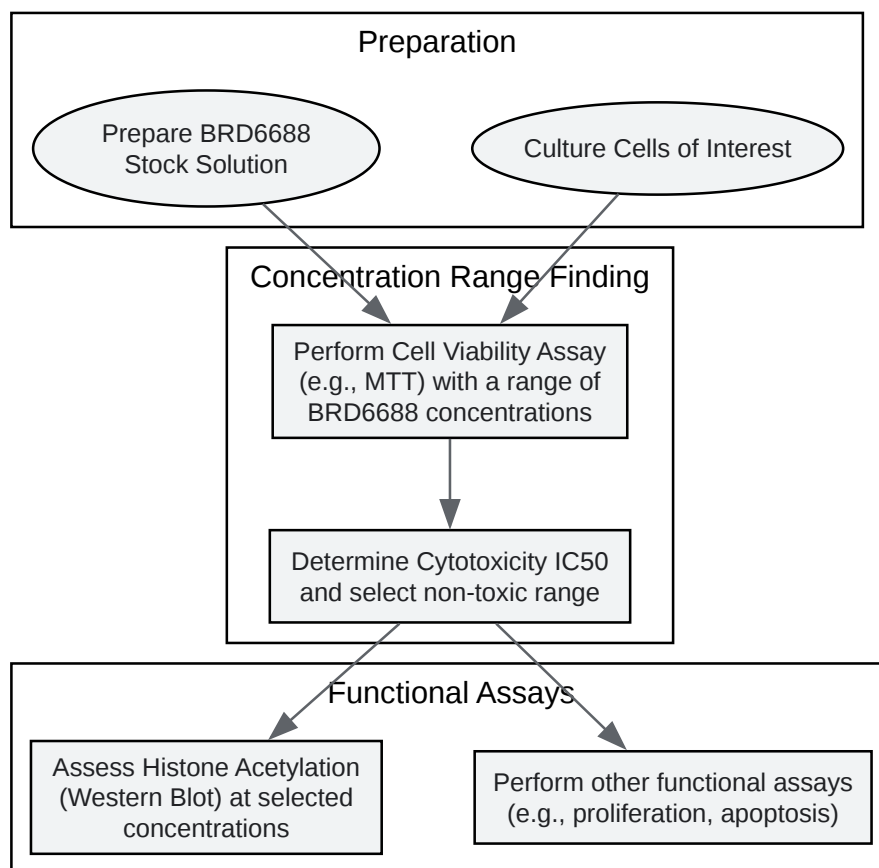 Preparation
Prepare BRD6688
Stock Solution
Culture Cells of Interest
Concentration Range Finding
Perform Cell Viability Assay
(e.g., MTT) with a range of
BRD6688 concentrations
Determine Cytotoxicity IC50
and select non-toxic range
Functional Assays
Assess Histone Acetylation
(Western Blot) at selected
concentrations
Perform other functional assays
(e.g., proliferation, apoptosis)